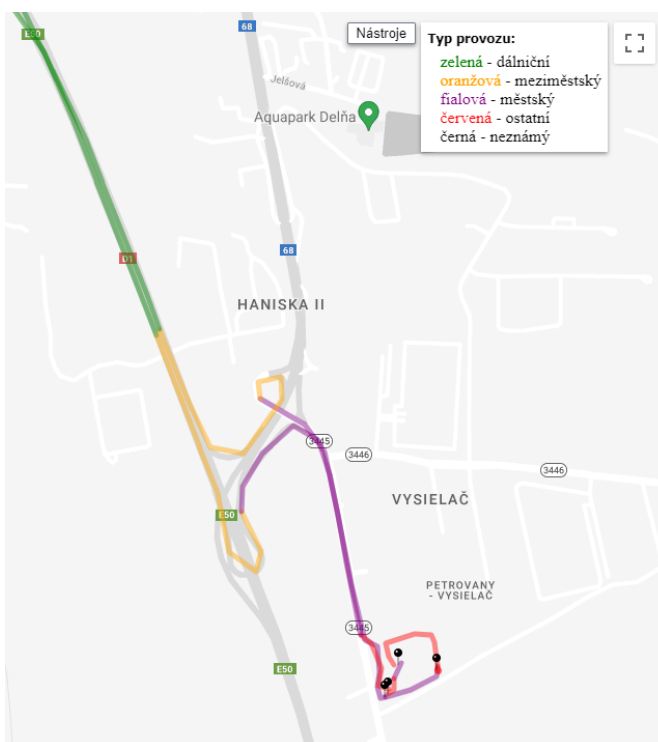 E50
68
Nástroje
Typ provozu:
zelená - dálniční
oranžová - meziměstský
fialová - městský
červená - ostatní
černá - neznámý
Jelšová
Aquapark Delňa
68
D1
HANISKA II
3445
3446
3446
VYSIELAČ
E50
PETROVANY
- VYSIELAČ
3445
E50